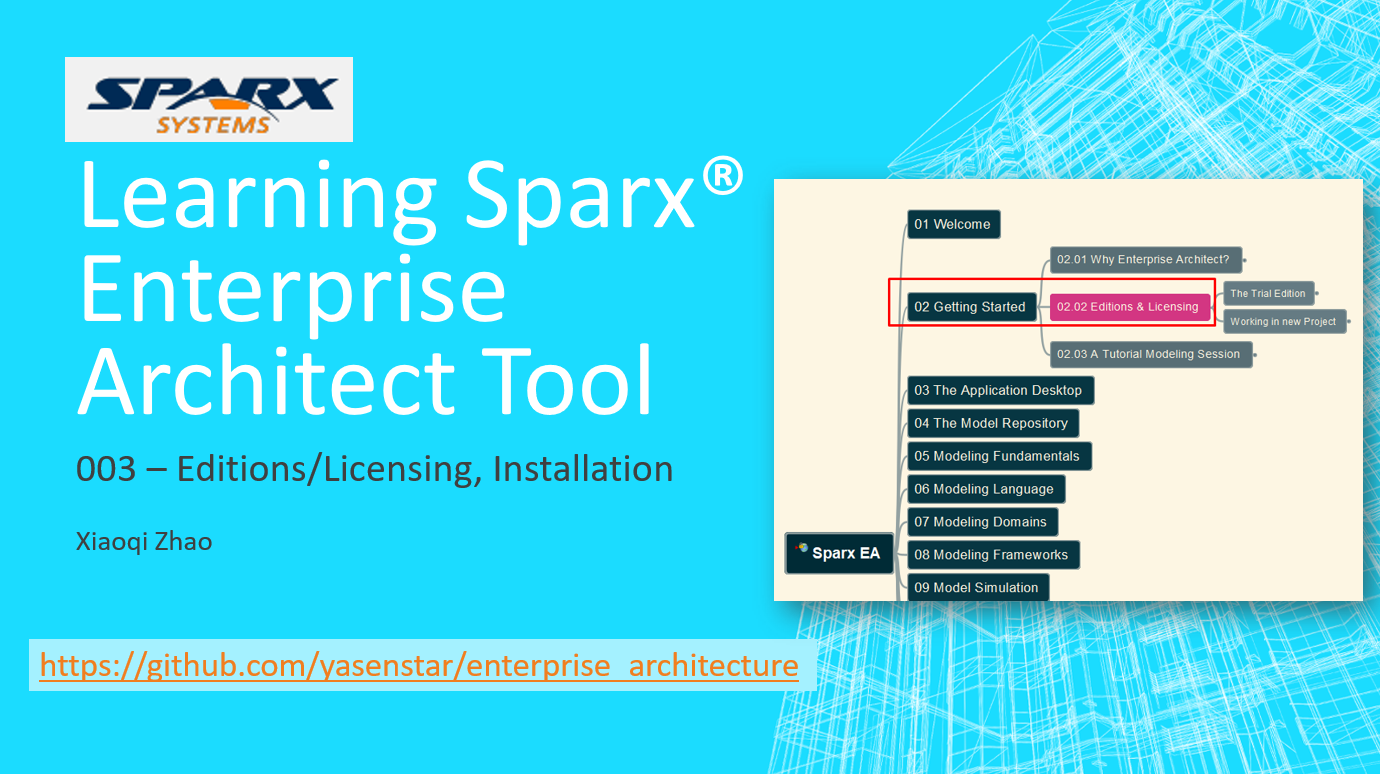 SPARX
SYSTEMS
Learning Sparx®
Enterprise
Architect Tool
003 – Editions/Licensing, Installation
Xiaoqi Zhao
https://github.com/yasenstar/enterprise_architecture
01 Welcome
02.01 Why Enterprise Architect?
02 Getting Started
02.02 Editions & Licensing
The Trial Edition
Working in new Project
02.03 A Tutorial Modeling Session
03 The Application Desktop
04 The Model Repository
05 Modeling Fundamentals
06 Modeling Language
07 Modeling Domains
Sparx EA
08 Modeling Frameworks
09 Model Simulation